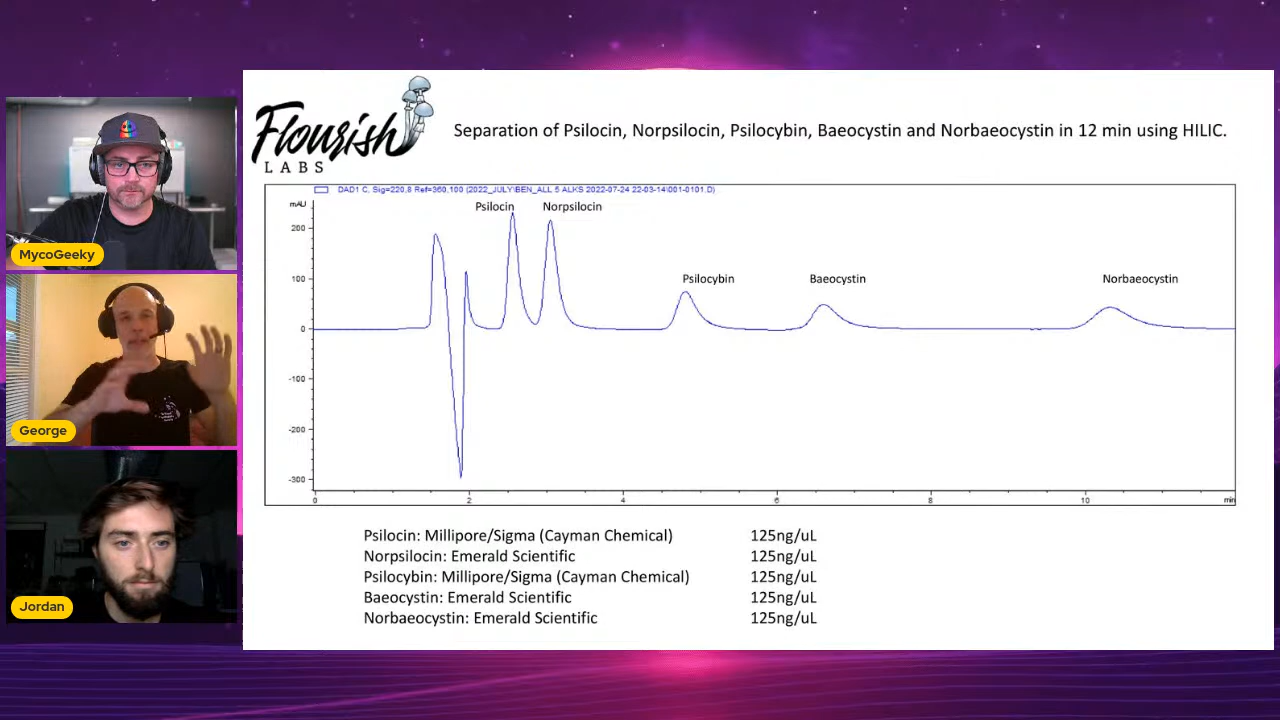 Flourish
LABS
Separation of Psilocin, Norpsilocin, Psilocybin, Baeocystin and Norbaeocystin in 12 min using HILIC.
DAD1 C, Sig=220,8 Ref=360,100 (2022_JULY\BEN_ALL 5 ALKS 2022-07-24 22-03-14\001-0101.D)
mAU
Psilocin
Norpsilocin
200
100
Psilocybin
Baeocystin
Norbaeocystin
0
-100
-200
-300
0
2
4
6
8
10
min
MycoGeeky
George
Jordan
Psilocin: Millipore/Sigma (Cayman Chemical) 125ng/uL
Norpsilocin: Emerald Scientific 125ng/uL
Psilocybin: Millipore/Sigma (Cayman Chemical) 125ng/uL
Baeocystin: Emerald Scientific 125ng/uL
Norbaeocystin: Emerald Scientific 125ng/uL